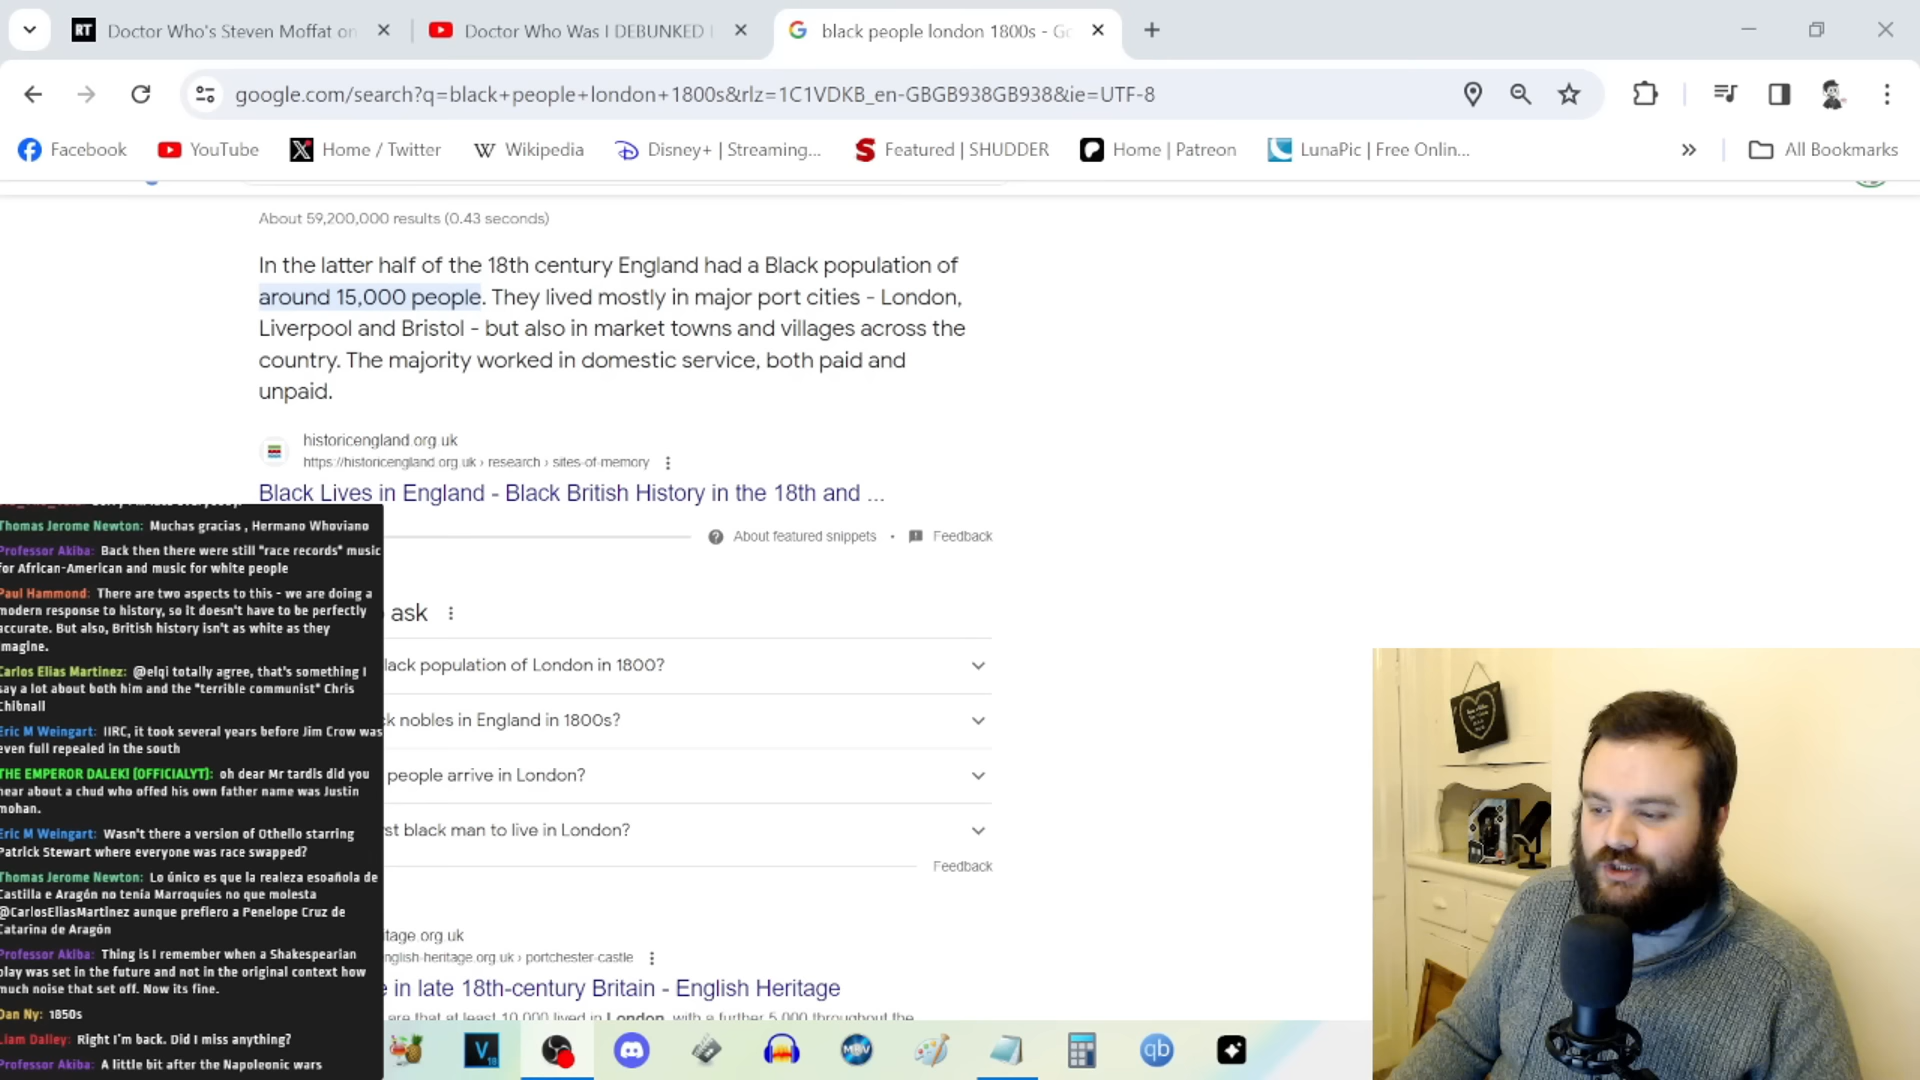 RT Doctor Who's Steven Moffat on
Doctor Who Was I DEBUNKED
black people london 1800s - Go
google.com/search?q=black+people+london+1800s&rlz=1C1VDKB_en-GBGB938GB938&ie=UTF-8
Facebook YouTube Home / Twitter Wikipedia Disney+ | Streaming... Featured | SHUDDER Home | Patreon LunaPic | Free Onlin... » All Bookmarks
About 59,200,000 results (0.43 seconds)
In the latter half of the 18th century England had a Black population of
around 15,000 people. They lived mostly in major port cities - London,
Liverpool and Bristol - but also in market towns and villages across the
country. The majority worked in domestic service, both paid and
unpaid.
historicengland.org.uk
https://historicengland.org.uk › research › sites-of-memory
Black Lives in England - Black British History in the 18th and ...
About featured snippets • Feedback
ask
lack population of London in 1800?
k nobles in England in 1800s?
people arrive in London?
st black man to live in London?
Feedback
tage.org.uk
nglish-heritage.org.uk › portchester-castle
e in late 18th-century Britain - English Heritage
are that at least 10,000 lived in London, with a further 5,000 throughout the
Thomas Jerome Newton: Muchas gracias , Hermano Whoviano
Professor Akiba: Back then there were still "race records" music
for African-American and music for white people
Paul Hammond: There are two aspects to this - we are doing a
modern response to history, so it doesn't have to be perfectly
accurate. But also, British history isn't as white as they
imagine.
Carlos Elias Martinez: @elqi totally agree, that's something I
say a lot about both him and the "terrible communist" Chris
Chibnall
Eric M Weingart: IIRC, it took several years before Jim Crow was
even full repealed in the south
THE EMPEROR DALEK! (OFFICIALYT): oh dear Mr tardis did you
hear about a chud who offed his own father name was Justin
mohan.
Eric M Weingart: Wasn't there a version of Othello starring
Patrick Stewart where everyone was race swapped?
Thomas Jerome Newton: Lo único es que la realeza esoañola de
Castilla e Aragón no tenía Marroquíes no que molesta
@CarlosEliasMartinez aunque prefiero a Penelope Cruz de
Catarina de Aragón
Professor Akiba: Thing is I remember when a Shakespearian
play was set in the future and not in the original context how
much noise that set off. Now its fine.
Dan Ny: 1850s
Liam Dalley: Right I'm back. Did I miss anything?
Professor Akiba: A little bit after the Napoleonic wars